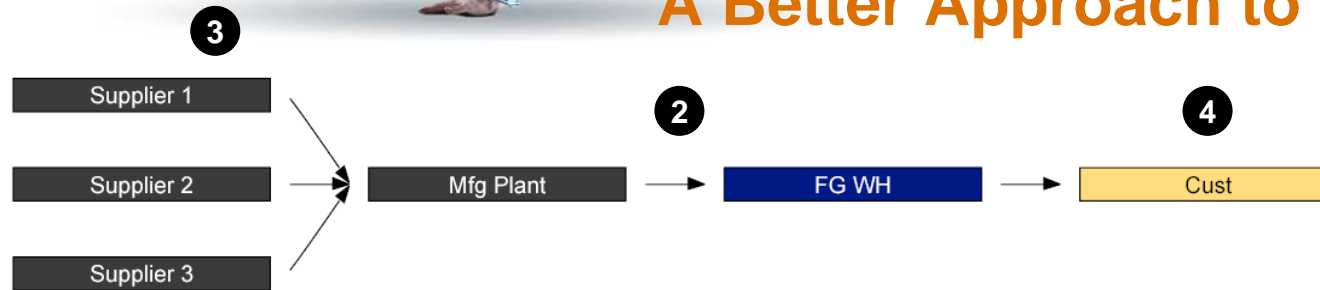 A Better Approach to
3
Supplier 1
2
4
Supplier 2
Mfg Plant
FG WH
Cust
Supplier 3